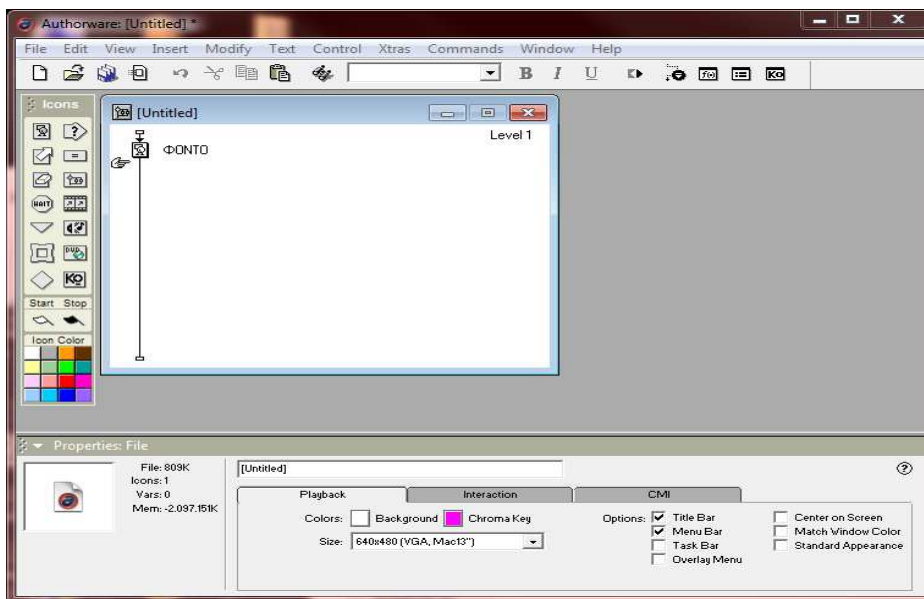 Authorware: [Untitled] *
File Edit View Insert Modify Text Control Xtras Commands Window Help
B I U
Icons
[Untitled]
Level 1
ΦΟΝΤΟ
WAIT
DVD
KO
Start Stop
Icon Color
Properties: File
File: 809K
Icons: 1
Vars: 0
Mem: -2.097.151K
[Untitled]
Playback Interaction CMI
Colors: Background Chroma Key
Size: 640x480 (VGA, Mac13")
Options: Title Bar
Menu Bar
Task Bar
Overlay Menu
Center on Screen
Match Window Color
Standard Appearance